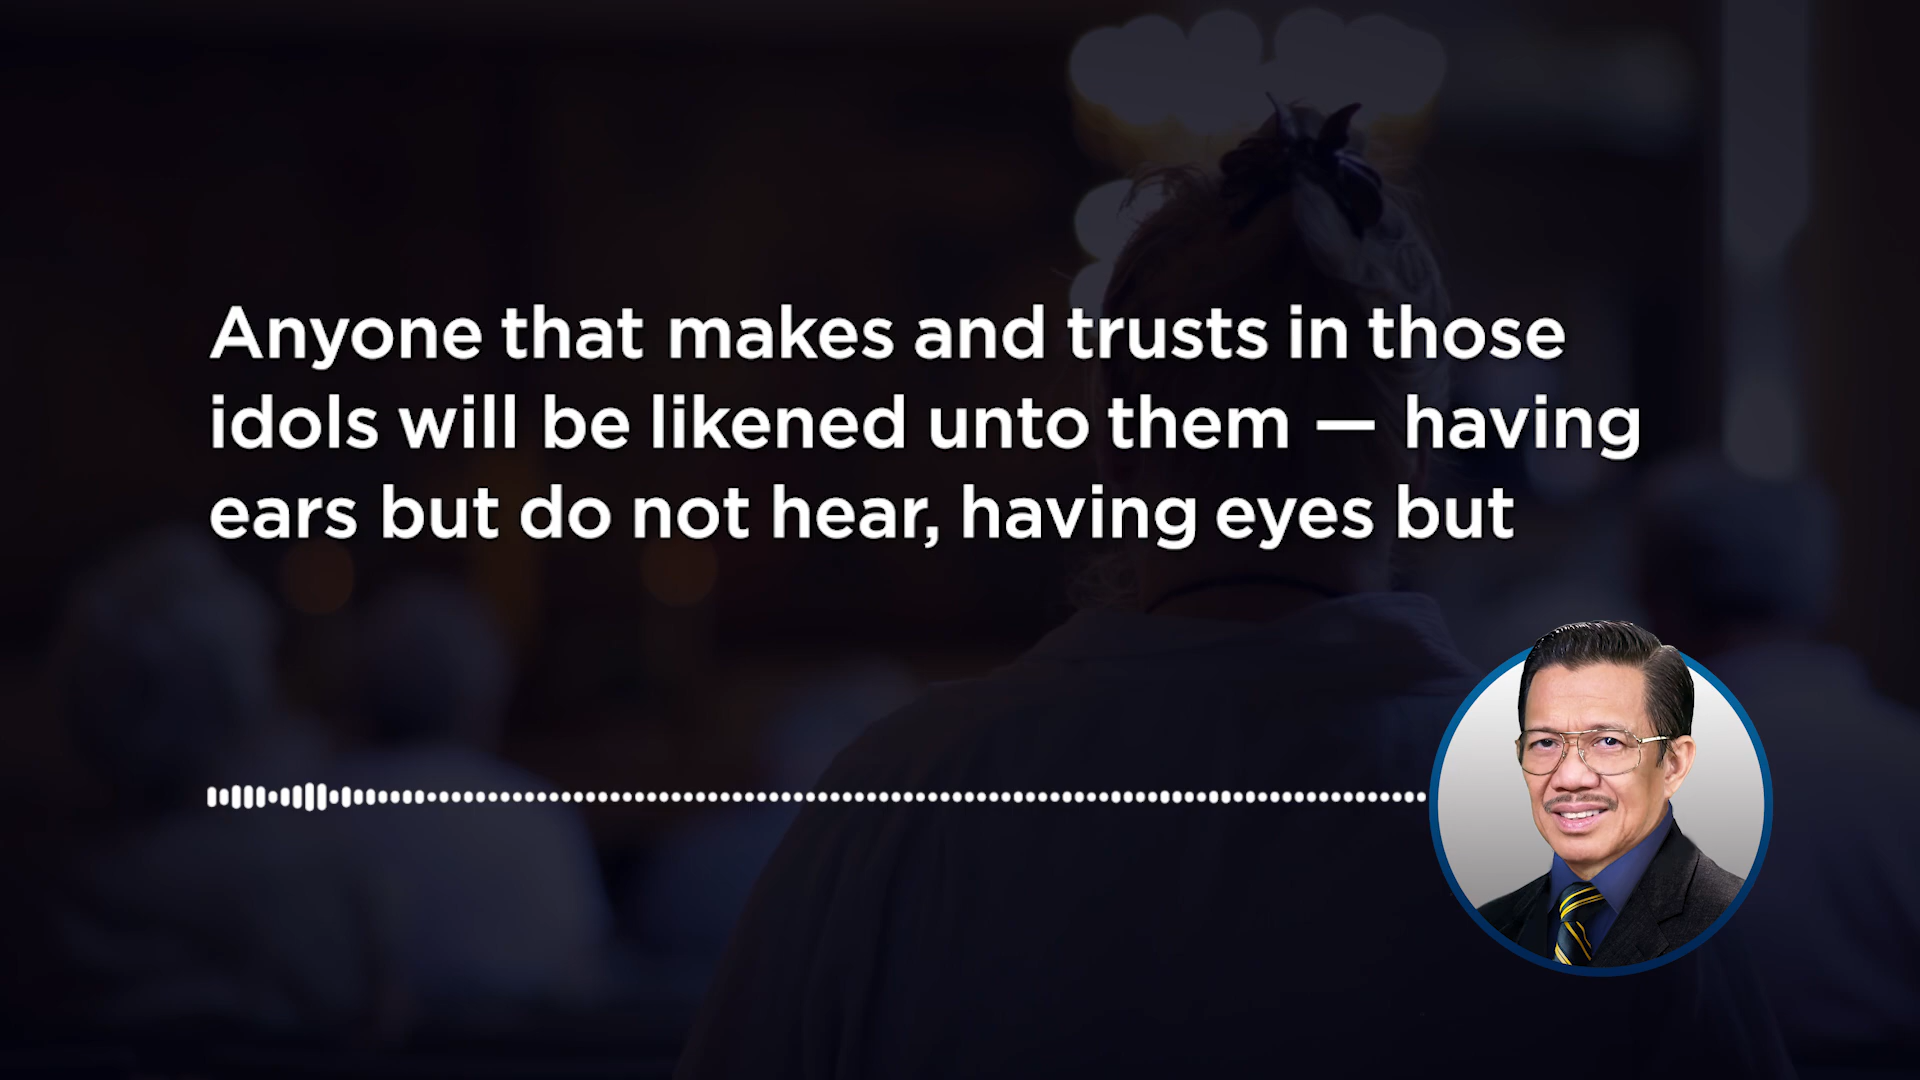 Anyone that makes and trusts in those
idols will be likened unto them — having
ears but do not hear, having eyes but